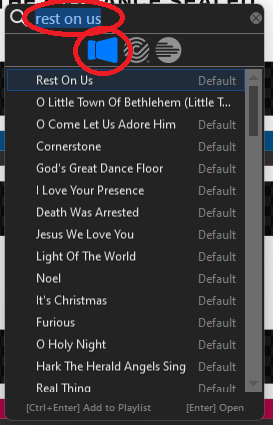 rest on us
Rest On Us Default
O Little Town Of Bethlehem (Little T...
O Come Let Us Adore Him Default
Cornerstone Default
God's Great Dance Floor Default
I Love Your Presence Default
Death Was Arrested Default
Jesus We Love You Default
Light Of The World Default
Noel Default
It's Christmas Default
Furious Default
O Holy Night Default
Hark The Herald Angels Sing Default
Real Thing Default
[Ctrl+Enter] Add to Playlist [Enter] Open